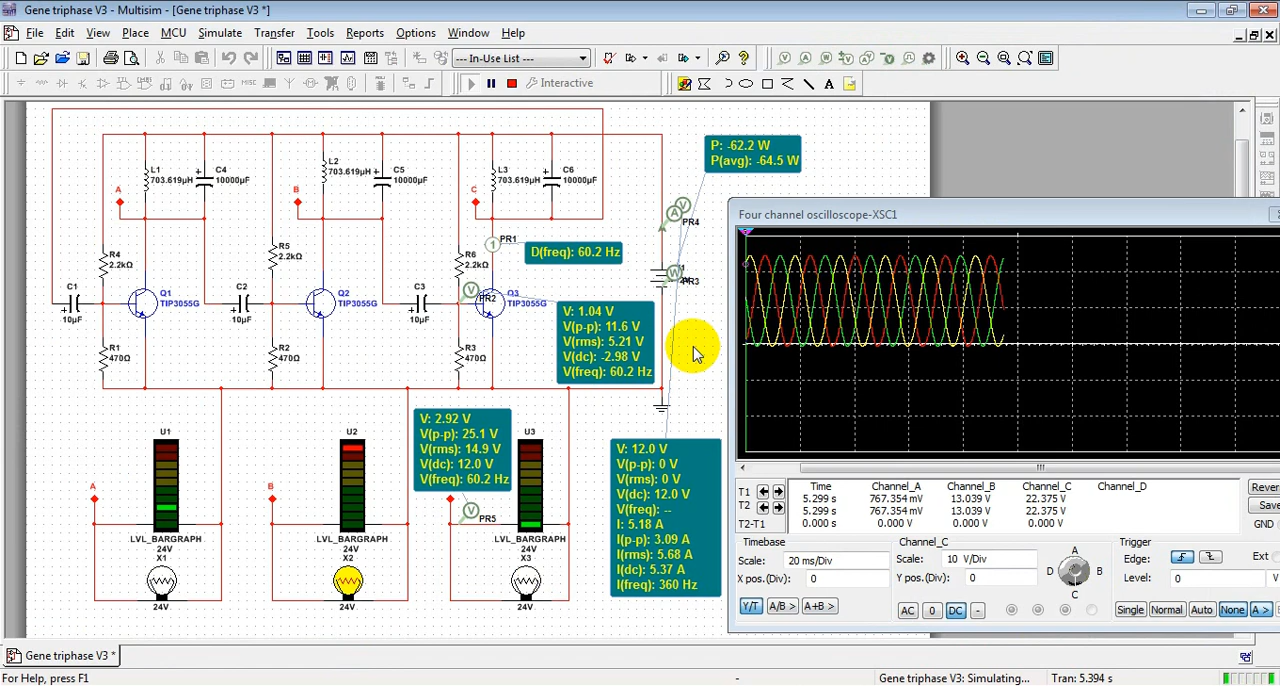 Gene triphase V3 - Multisim - [Gene triphase V3 *]
File Edit View Place MCU Simulate Transfer Tools Reports Options Window Help
--- In-Use List ---
Interactive
P: -62.2 W
P(avg): -64.5 W
L1
703.619µH
C4
10000µF
L2
703.619µH
C5
10000µF
L3
703.619µH
C6
10000µF
A
B
C
PR4
PR1
D(freq): 60.2 Hz
R4
2.2kΩ
R5
2.2kΩ
R6
2.2kΩ
PR3
C1
10µF
Q1
TIP3055G
C2
10µF
Q2
TIP3055G
C3
10µF
PR2
Q3
TIP3055G
V: 1.04 V
V(p-p): 11.6 V
V(rms): 5.21 V
V(dc): -2.98 V
V(freq): 60.2 Hz
R1
470Ω
R2
470Ω
R3
470Ω
V: 2.92 V
V(p-p): 25.1 V
V(rms): 14.9 V
V(dc): 12.0 V
V(freq): 60.2 Hz
V: 12.0 V
V(p-p): 0 V
V(rms): 0 V
V(dc): 12.0 V
V(freq): --
I: 5.18 A
I(p-p): 3.09 A
I(rms): 5.68 A
I(dc): 5.37 A
I(freq): 360 Hz
U1
U2
U3
A
B
PR5
LVL_BARGRAPH
24V
X1
24V
LVL_BARGRAPH
24V
X2
24V
LVL_BARGRAPH
24V
X3
24V
Four channel oscilloscope-XSC1
Time Channel_A Channel_B Channel_C Channel_D
T1 5.299 s 767.354 mV 13.039 V 22.375 V
T2 5.299 s 767.354 mV 13.039 V 22.375 V
T2-T1 0.000 s 0.000 V 0.000 V 0.000 V
Rever
Save
GND
Timebase
Scale: 20 ms/Div
X pos.(Div): 0
Y/T A/B > A+B >
Channel_C
Scale: 10 V/Div
Y pos.(Div): 0
AC 0 DC -
A
D B
C
Trigger
Edge: Ext
Level: 0 V
Single Normal Auto None A >
Gene triphase V3 *
For Help, press F1
-
Gene triphase V3: Simulating...
Tran: 5.394 s